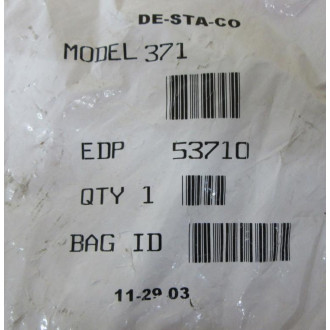 DE-STA-CO
MODEL 371
EDP 53710
QTY 1
BAG ID
11-29 03